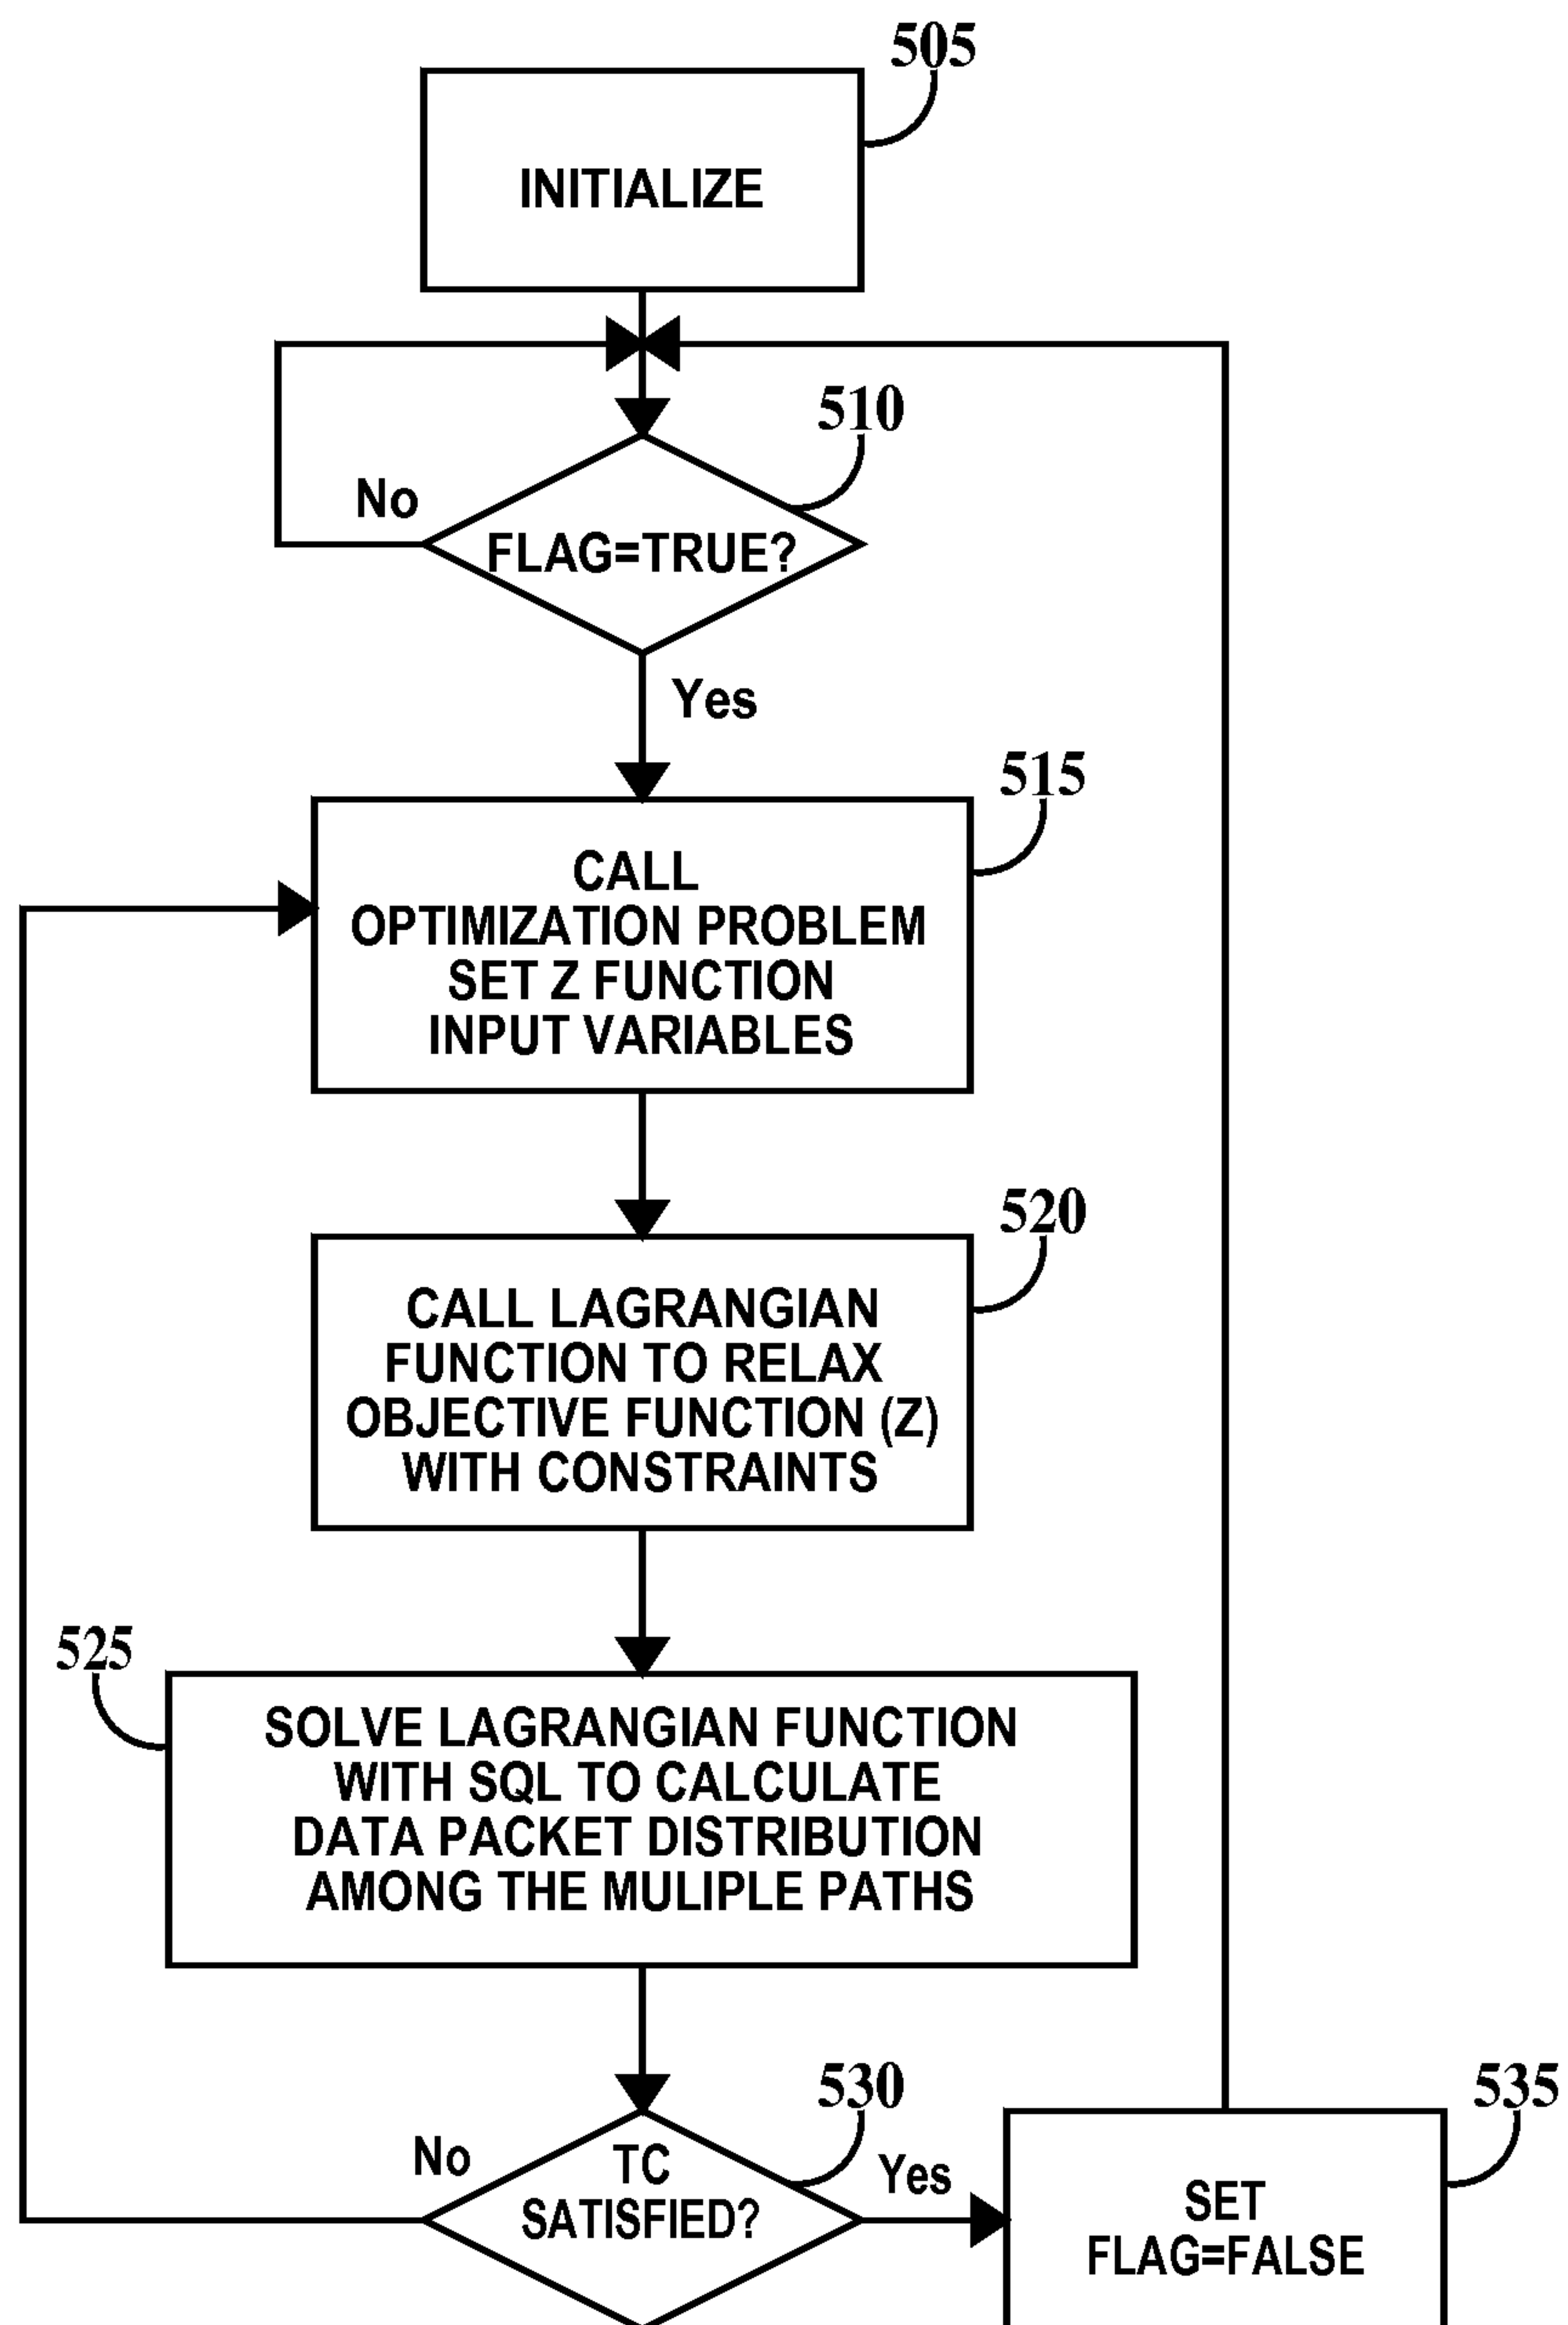 505
INITIALIZE
510
No
FLAG=TRUE?
Yes
515
CALL
OPTIMIZATION PROBLEM
SET Z FUNCTION
INPUT VARIABLES
520
CALL LAGRANGIAN
FUNCTION TO RELAX
OBJECTIVE FUNCTION (Z)
WITH CONSTRAINTS
525
SOLVE LAGRANGIAN FUNCTION
WITH SQL TO CALCULATE
DATA PACKET DISTRIBUTION
AMONG THE MULIPLE PATHS
530
No
TC
SATISFIED?
Yes
535
SET
FLAG=FALSE